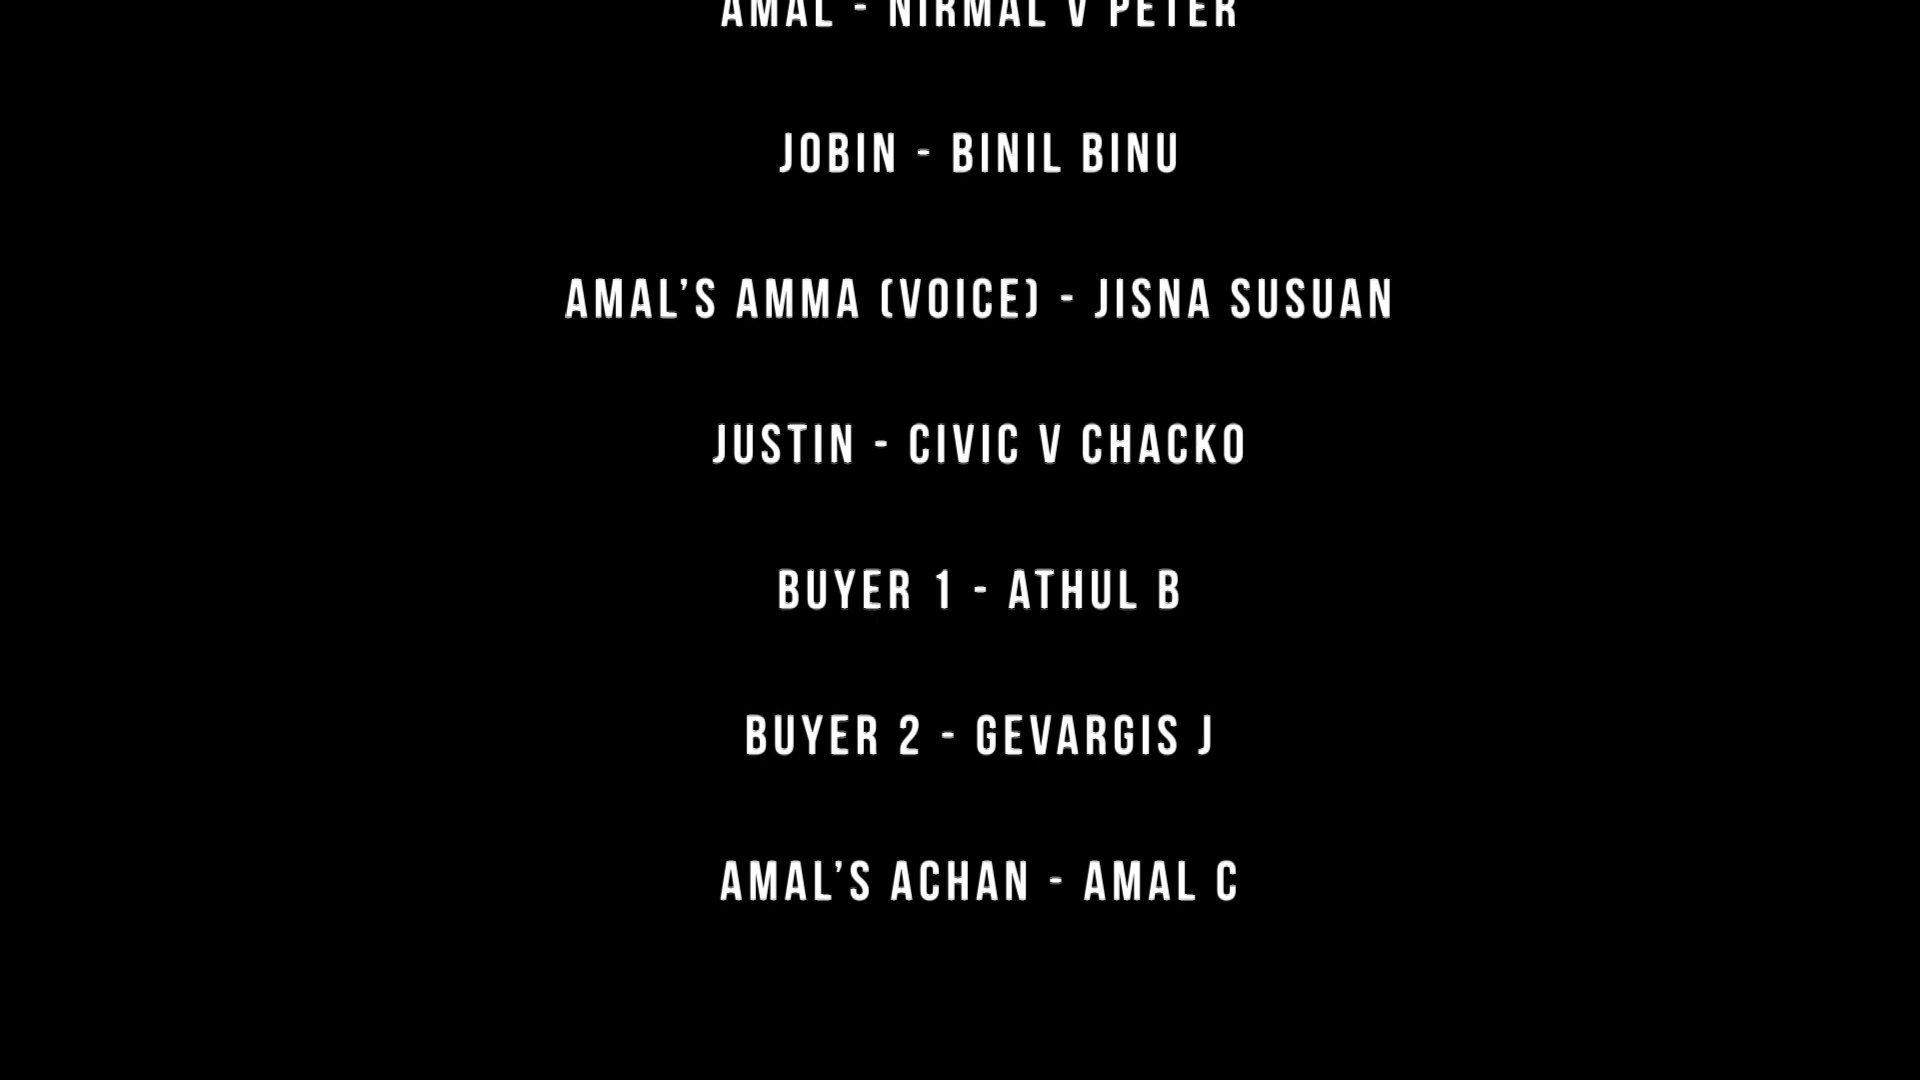 AMAL - NIRMAL V PETER
JOBIN - BINIL BINU
AMAL’S AMMA (VOICE) - JISNA SUSUAN
JUSTIN - CIVIC V CHACKO
BUYER 1 - ATHUL B
BUYER 2 - GEVARGIS J
AMAL’S ACHAN - AMAL C